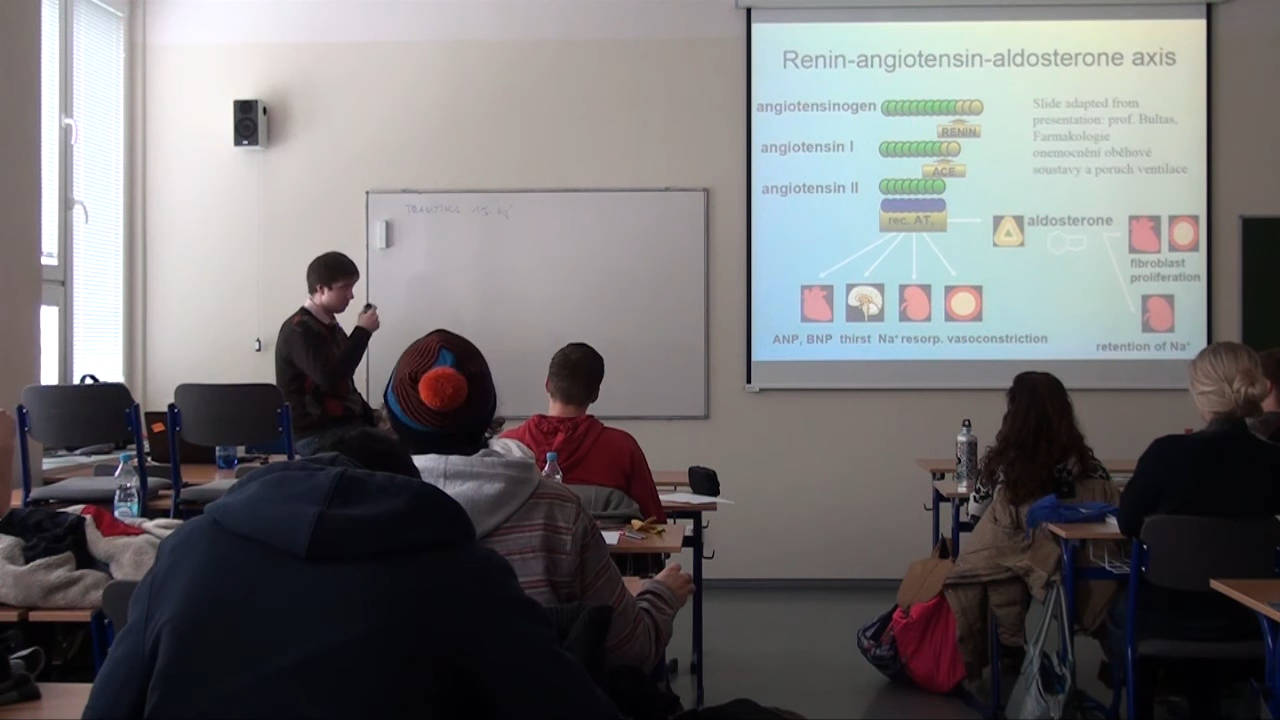 Renin-angiotensin-aldosterone axis
angiotensinogen
RENIN
angiotensin I
ACE
angiotensin II
rec. AT₁
Slide adapted from
presentation: prof. Bultas,
Farmakologie
onemocnění oběhové
soustavy a poruch ventilace
aldosterone
fibroblast
proliferation
ANP, BNP thirst Na⁺ resorp. vasoconstriction
retention of Na⁺